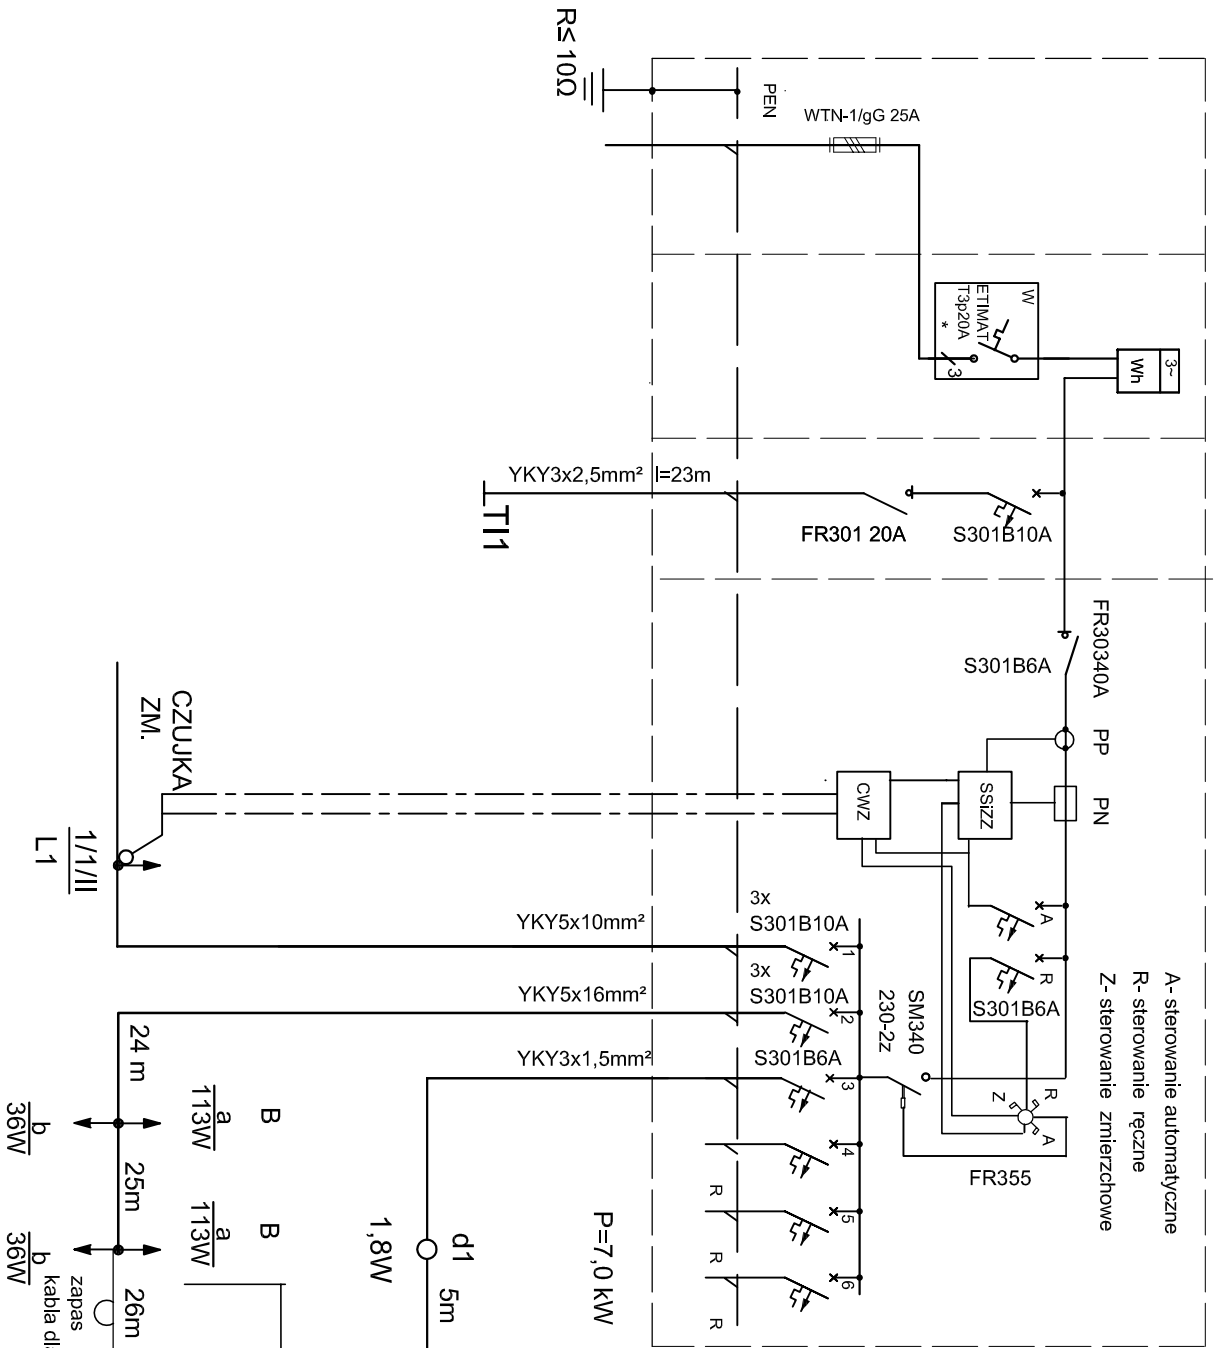 R≤ 10Ω
PEN
WTN-1/gG 25A
W
ETIMAT
T3p20A
*
3
3~
Wh
YKY3x2,5mm² l=23m
TI1
FR301 20A
S301B10A
FR30340A
S301B6A
PP
PN
CZUJKA
ZM.
CWZ
SSiZZ
1/1/II
L1
A
R
S301B6A
A- sterowanie automatyczne
R- sterowanie ręczne
Z- sterowanie zmierzchowe
3x
S301B10A
YKY5x10mm²
1
3x
S301B10A
YKY5x16mm²
2
SM340
230-2z
S301B6A
YKY3x1,5mm²
3
R
Z
A
FR355
4
R
5
R
6
R
P=7,0 kW
24 m
25m
26m
B
a
113W
b
36W
B
a
113W
b
36W
d1
1,8W
5m
zapas
kabla dla